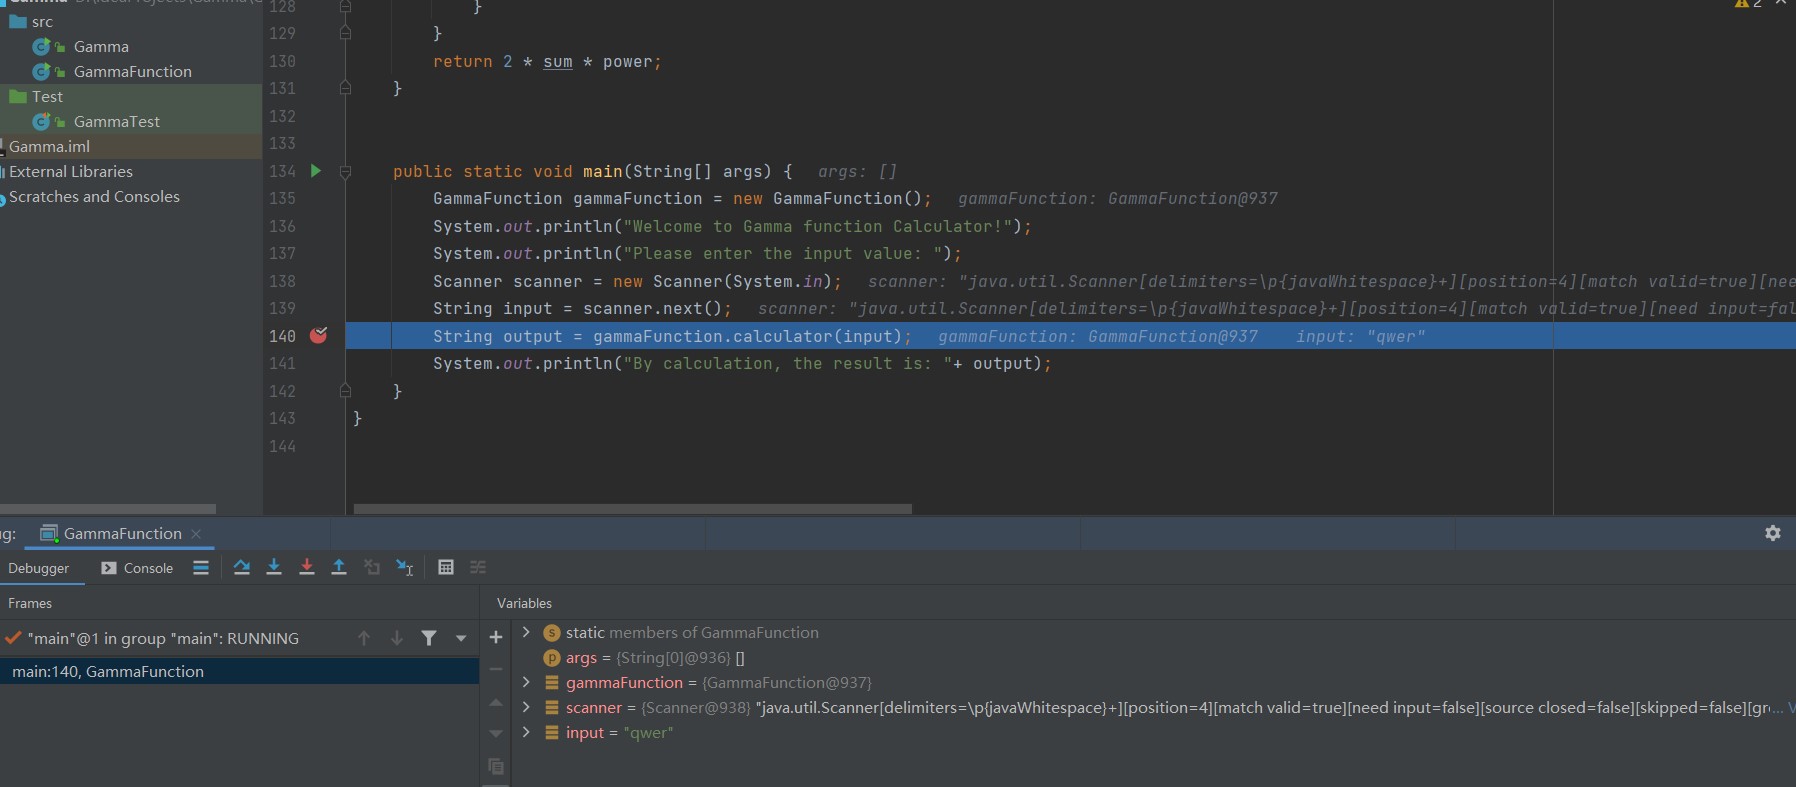 src
Gamma
GammaFunction
Test
GammaTest
Gamma.iml
External Libraries
Scratches and Consoles
2
128 }
129 }
130 return 2 * sum * power;
131 }
132
133
134 public static void main(String[] args) { args: []
135 GammaFunction gammaFunction = new GammaFunction(); gammaFunction: GammaFunction@937
136 System.out.println("Welcome to Gamma function Calculator!");
137 System.out.println("Please enter the input value: ");
138 Scanner scanner = new Scanner(System.in); scanner: "java.util.Scanner[delimiters=\p{javaWhitespace}+][position=4][match valid=true][nee
139 String input = scanner.next(); scanner: "java.util.Scanner[delimiters=\p{javaWhitespace}+][position=4][match valid=true][need input=fal
140 String output = gammaFunction.calculator(input); gammaFunction: GammaFunction@937 input: "qwer"
141 System.out.println("By calculation, the result is: "+ output);
142 }
143 }
144
g: GammaFunction
Debugger Console
Frames Variables
"main"@1 in group "main": RUNNING
main:140, GammaFunction
static members of GammaFunction
args = {String[0]@936} []
gammaFunction = {GammaFunction@937}
scanner = {Scanner@938} "java.util.Scanner[delimiters=\p{javaWhitespace}+][position=4][match valid=true][need input=false][source closed=false][skipped=false][gr... V
input = "qwer"